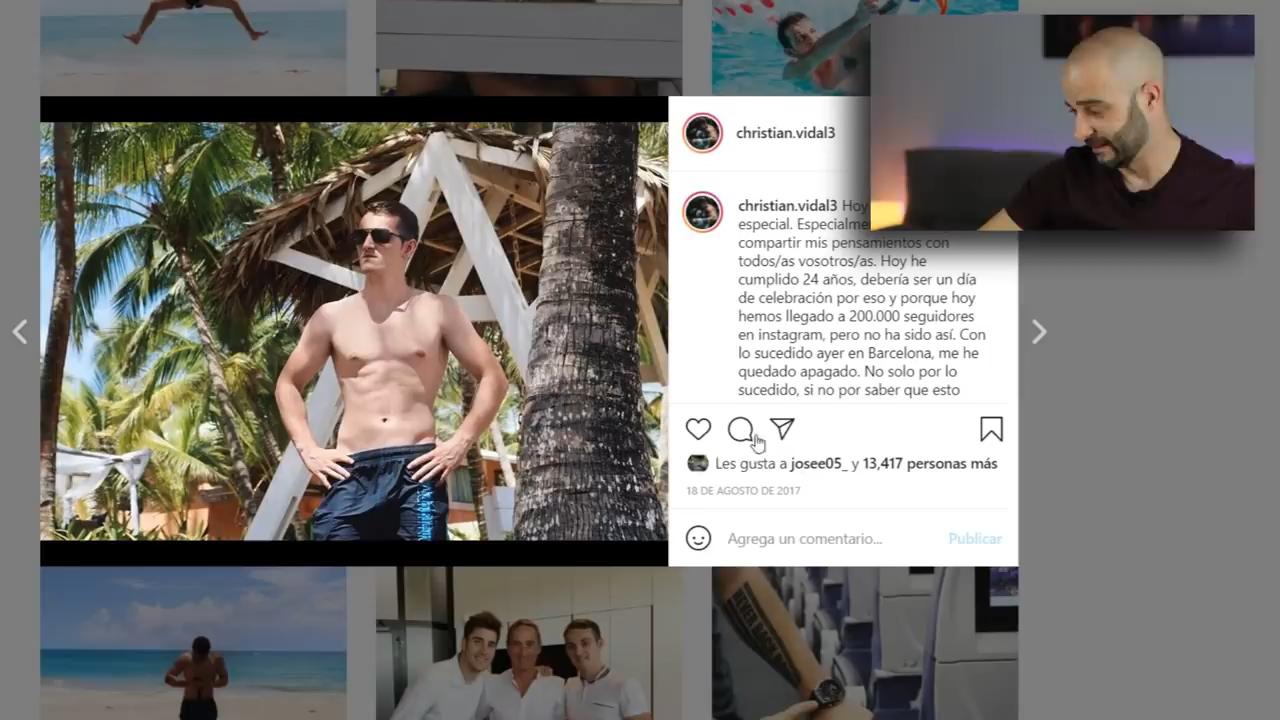 christian.vidal3
christian.vidal3 Hoy
especial. Especialme
compartir mis pensamientos con
todos/as vosotros/as. Hoy he
cumplido 24 años, debería ser un día
de celebración por eso y porque hoy
hemos llegado a 200.000 seguidores
en instagram, pero no ha sido así. Con
lo sucedido ayer en Barcelona, me he
quedado apagado. No solo por lo
sucedido, si no por saber que esto
Les gusta a josee05_ y 13,417 personas más
18 DE AGOSTO DE 2017
Agrega un comentario...
Publicar